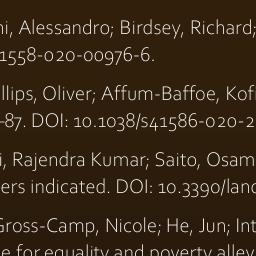 ni, Alessandro; Birdsey, Richard;
1558-020-00976-6.
llips, Oliver; Affum-Baffoe, Kofi
-87. DOI: 10.1038/s41586-020-2
i, Rajendra Kumar; Saito, Osam
ers indicated. DOI: 10.3390/land
Gross-Camp, Nicole; He, Jun; Int
e for equality and poverty allev